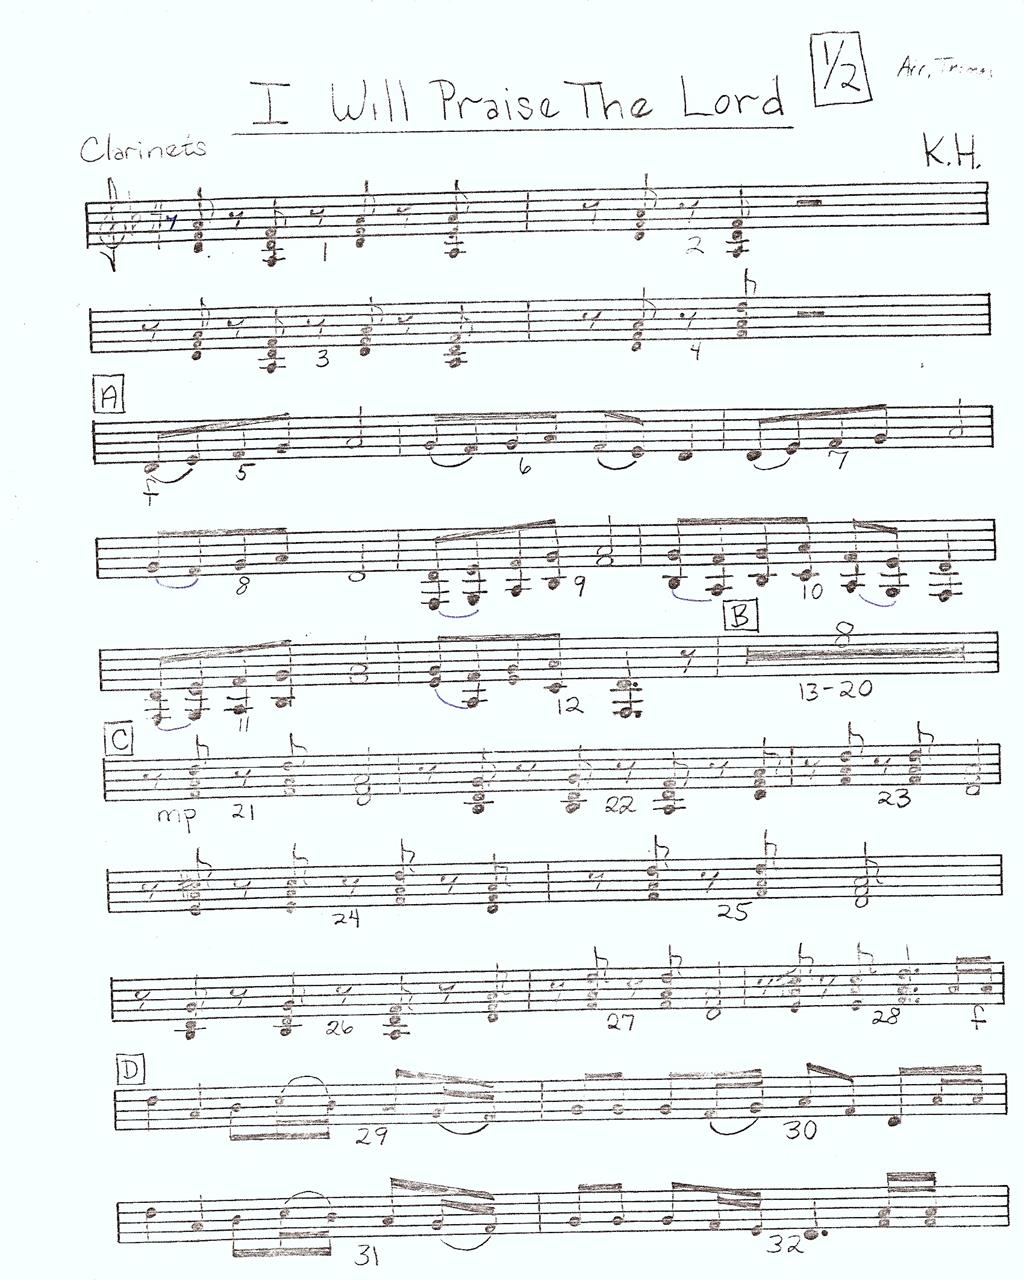 1/2
I Will Praise The Lord
Arr.
Clarinets
K.H.
1 2
3 4
A
f 5 6 7
8 9 10
B
8
11 12 13-20
C
mp 21 22 23
24 25
26 27 28 f
D
29 30
31 32